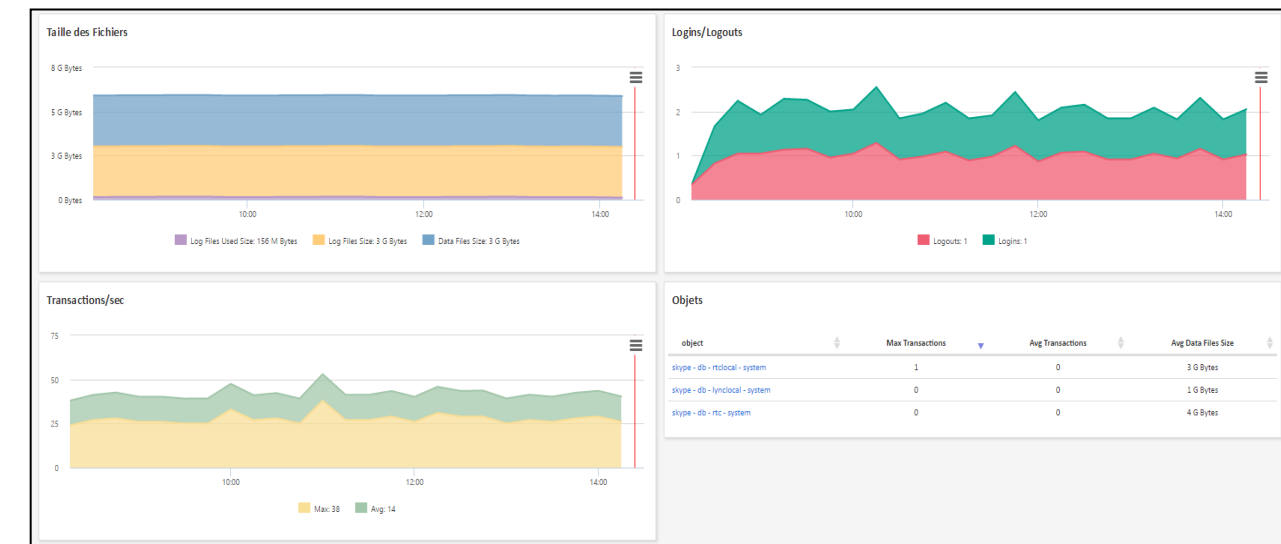 Taille des Fichiers
8 G Bytes
5 G Bytes
3 G Bytes
0 Bytes
10:00 12:00 14:00
Log Files Used Size: 156 M Bytes Log Files Size: 3 G Bytes Data Files Size: 3 G Bytes
Logins/Logouts
3
2
1
0
10:00 12:00 14:00
Logouts: 1 Logins: 1
Transactions/sec
75
50
25
0
10:00 12:00 14:00
Max: 38 Avg: 14
Objets
object Max Transactions Avg Transactions Avg Data Files Size
skype - db - rtclocal - system 1 0 3 G Bytes
skype - db - lynclocal - system 0 0 1 G Bytes
skype - db - rtc - system 0 0 4 G Bytes